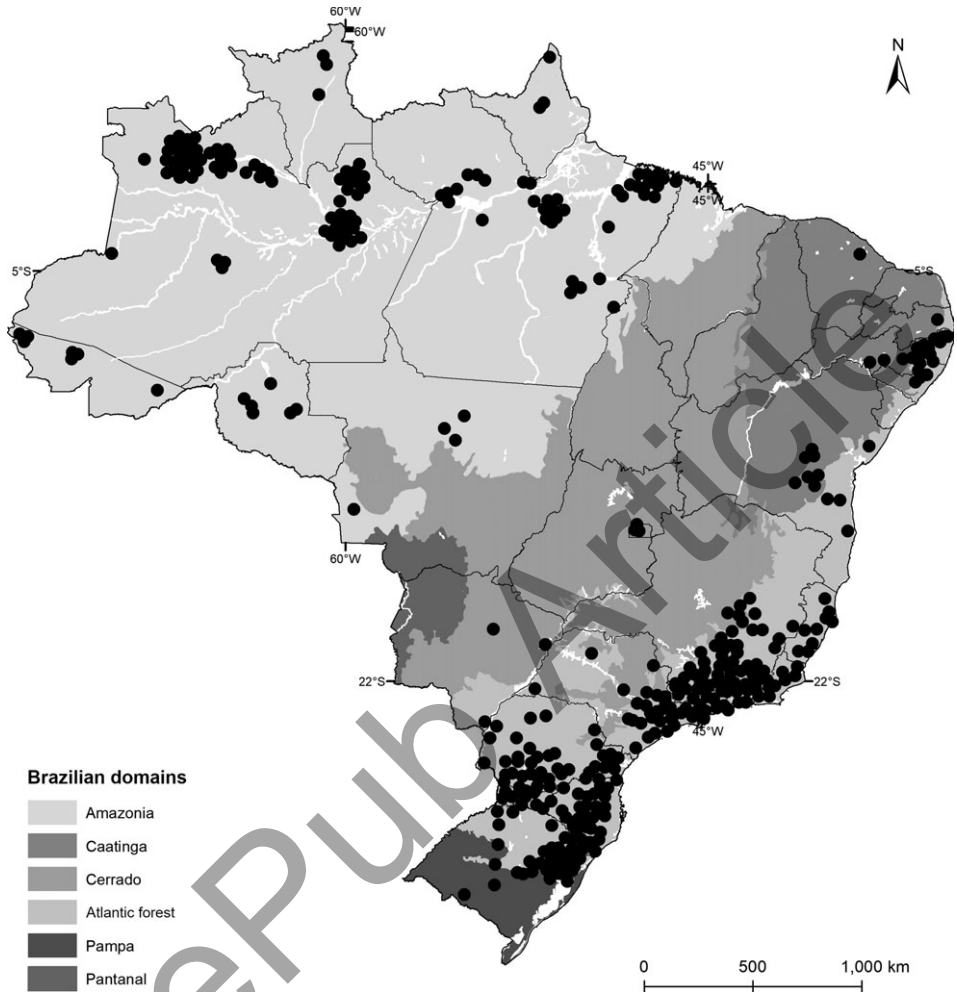 60°W
60°W
N
45°W
45°W
5°S
5°S
60°W
22°S
22°S
45°W
Brazilian domains
Amazonia
Caatinga
Cerrado
Atlantic forest
Pampa
Pantanal
0 500 1,000 km
ePub Article